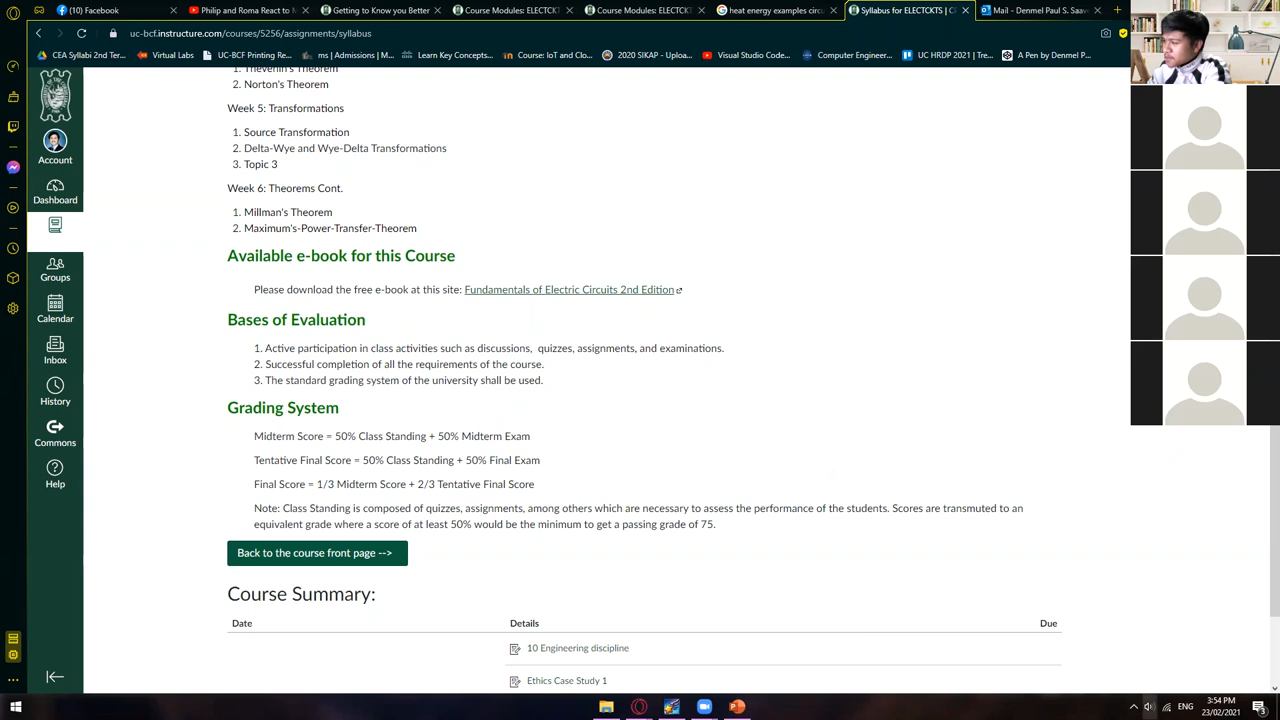 (10) Facebook
Philip and Roma React to M
Getting to Know you Better
Course Modules: ELECTCKT
Course Modules: ELECTCKT
heat energy examples circu
Syllabus for ELECTCKTS | C
Mail - Denmel Paul S. Saav
uc-bcf.instructure.com/courses/5256/assignments/syllabus
CEA Syllabi 2nd Ter...
Virtual Labs
UC-BCF Printing Re...
ms | Admissions | M...
Learn Key Concepts...
Course: IoT and Clo...
2020 SIKAP - Uploa...
Visual Studio Code...
Computer Engineer...
UC HRDP 2021 | Tre...
A Pen by Denmel P...
1. Thevenin's Theorem
2. Norton's Theorem
Week 5: Transformations
1. Source Transformation
2. Delta-Wye and Wye-Delta Transformations
3. Topic 3
Week 6: Theorems Cont.
1. Millman's Theorem
2. Maximum's-Power-Transfer-Theorem
Available e-book for this Course
Please download the free e-book at this site: Fundamentals of Electric Circuits 2nd Edition
Bases of Evaluation
1. Active participation in class activities such as discussions, quizzes, assignments, and examinations.
2. Successful completion of all the requirements of the course.
3. The standard grading system of the university shall be used.
Grading System
Midterm Score = 50% Class Standing + 50% Midterm Exam
Tentative Final Score = 50% Class Standing + 50% Final Exam
Final Score = 1/3 Midterm Score + 2/3 Tentative Final Score
Note: Class Standing is composed of quizzes, assignments, among others which are necessary to assess the performance of the students. Scores are transmuted to an
equivalent grade where a score of at least 50% would be the minimum to get a passing grade of 75.
Back to the course front page -->
Course Summary:
Date
Details
Due
10 Engineering discipline
Ethics Case Study 1
Account
Dashboard
Groups
Calendar
Inbox
History
Commons
Help
ENG
3:54 PM
23/02/2021
3